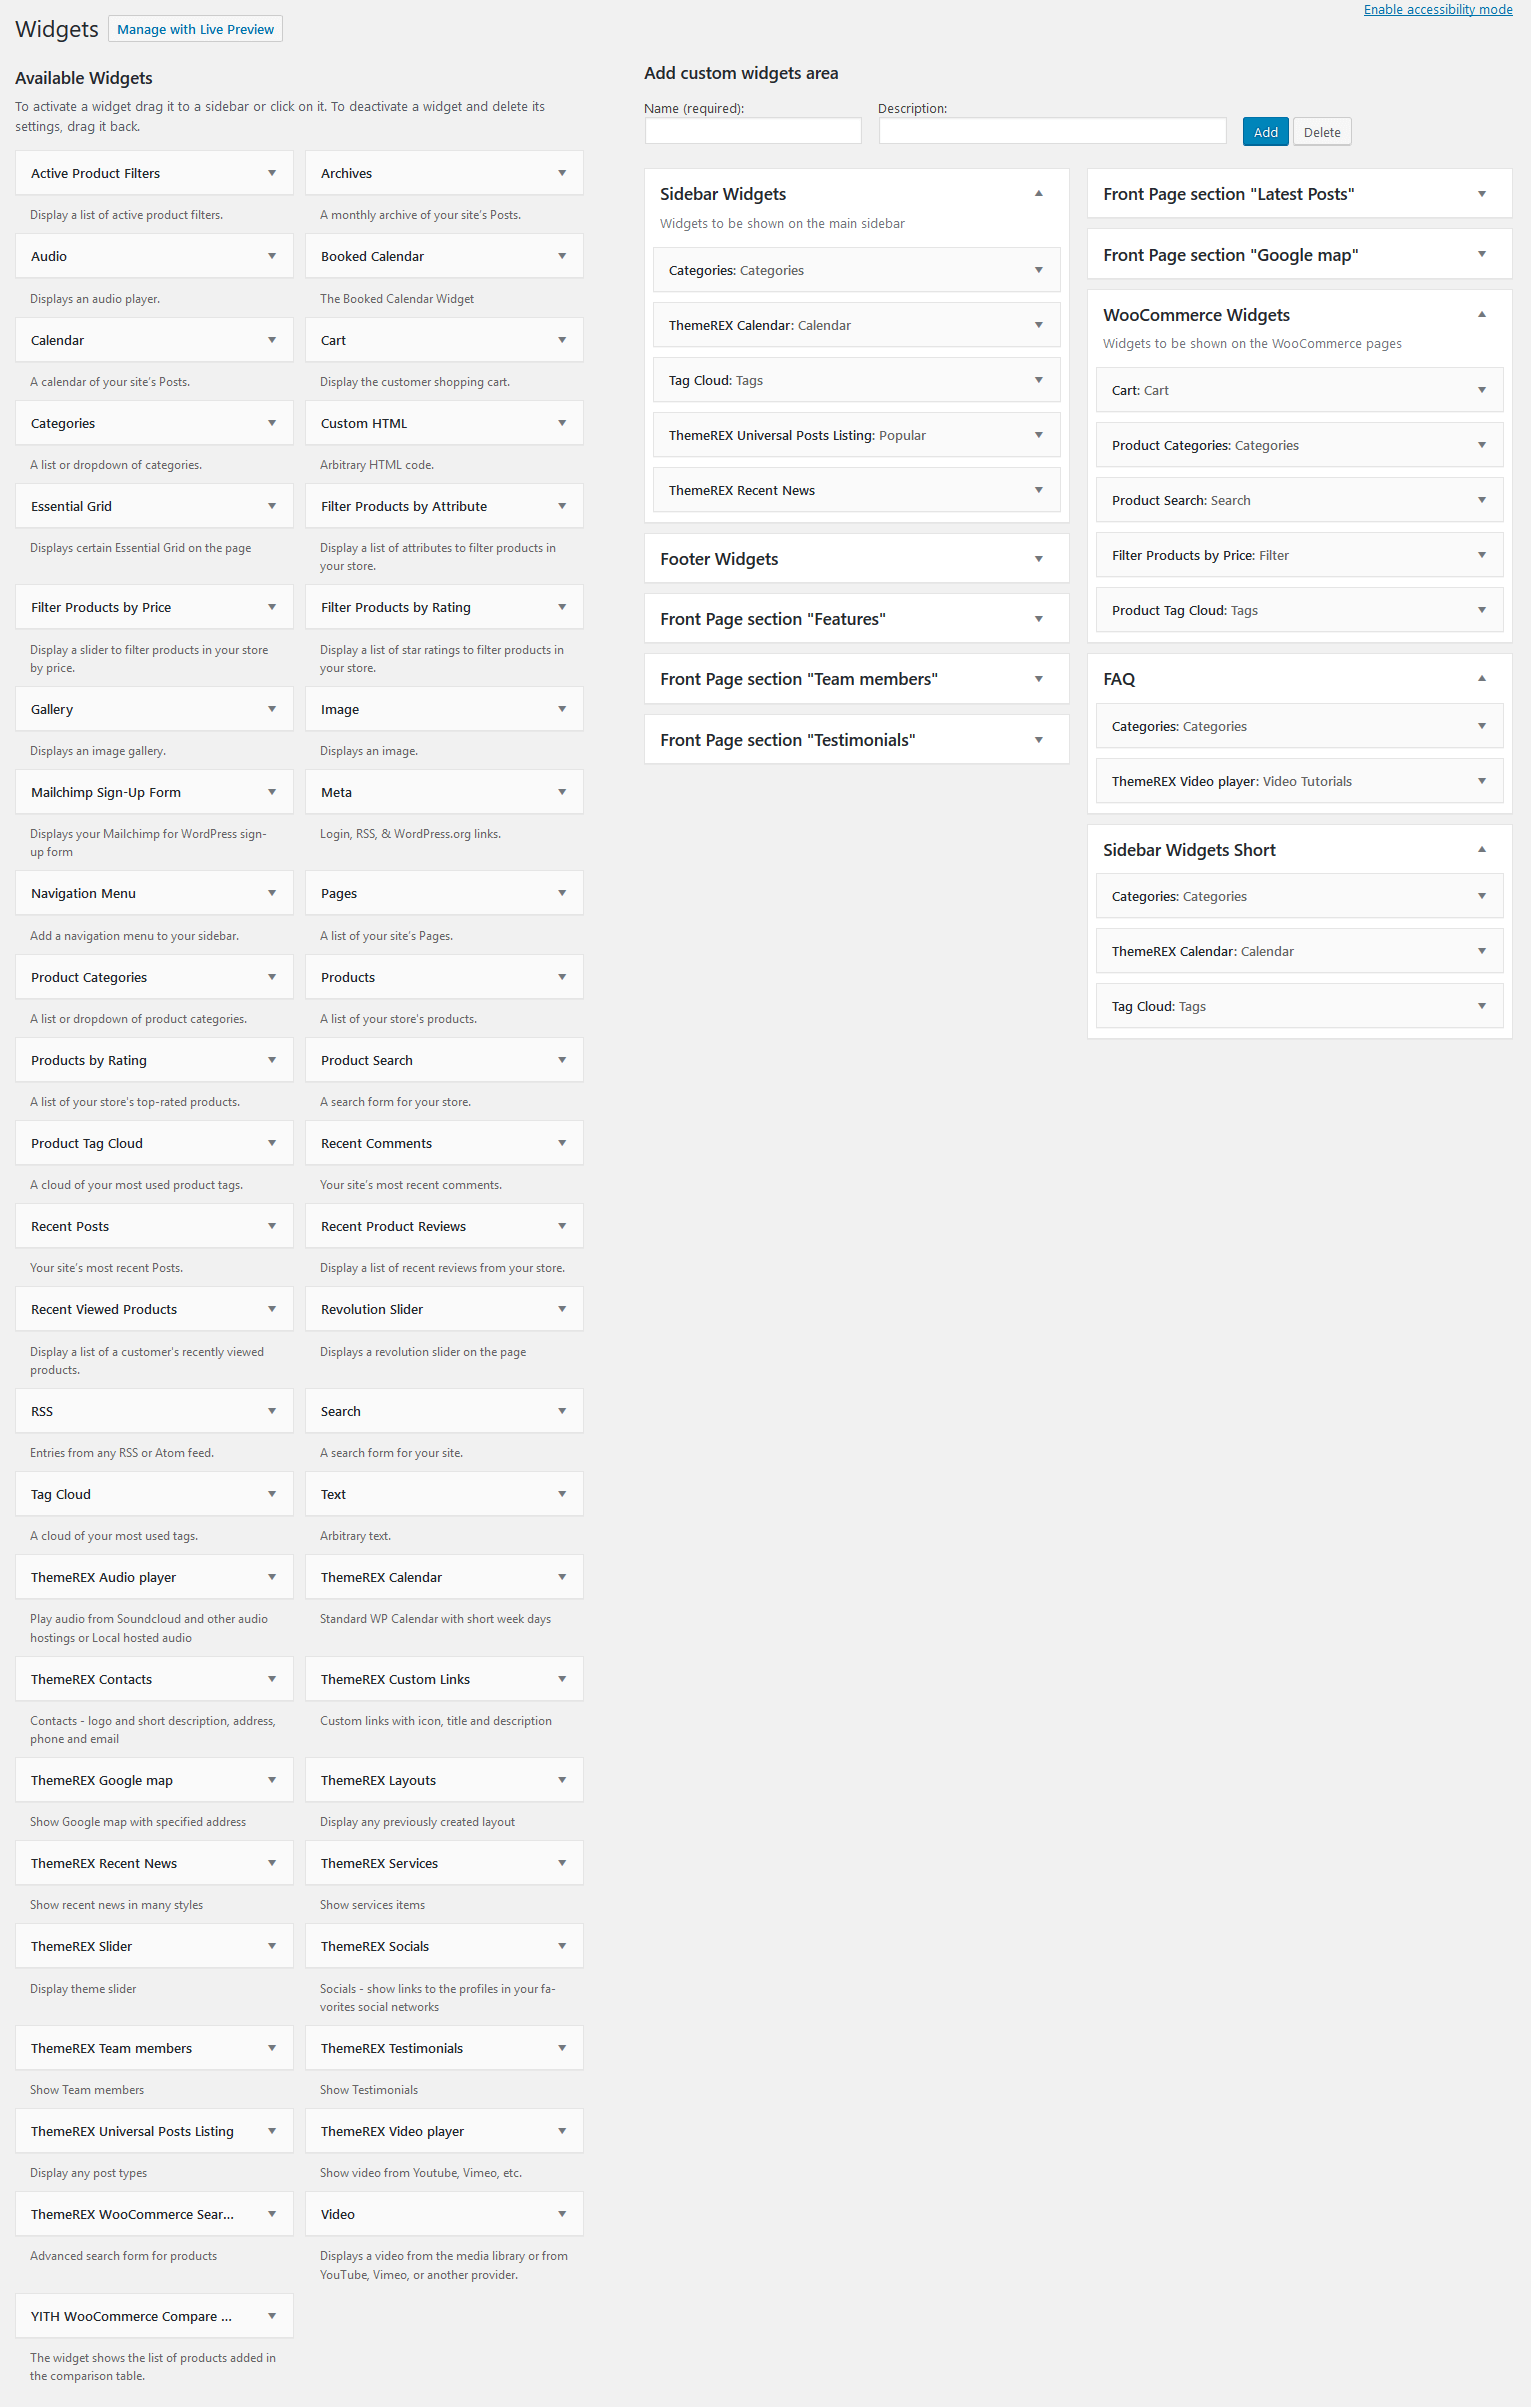 Enable accessibility mode
Widgets
Manage with Live Preview
Available Widgets
To activate a widget drag it to a sidebar or click on it. To deactivate a widget and delete its
settings, drag it back.
Active Product Filters
Archives
Display a list of active product filters.
A monthly archive of your site's Posts.
Audio
Booked Calendar
Displays an audio player.
The Booked Calendar Widget
Calendar
Cart
A calendar of your site's Posts.
Display the customer shopping cart.
Categories
Custom HTML
A list or dropdown of categories.
Arbitrary HTML code.
Essential Grid
Filter Products by Attribute
Displays certain Essential Grid on the page
Display a list of attributes to filter products in
your store.
Filter Products by Price
Filter Products by Rating
Display a slider to filter products in your store
by price.
Display a list of star ratings to filter products in
your store.
Gallery
Image
Displays an image gallery.
Displays an image.
Mailchimp Sign-Up Form
Meta
Displays your Mailchimp for WordPress sign-
up form
Login, RSS, & WordPress.org links.
Navigation Menu
Pages
Add a navigation menu to your sidebar.
A list of your site's Pages.
Product Categories
Products
A list or dropdown of product categories.
A list of your store's products.
Products by Rating
Product Search
A list of your store's top-rated products.
A search form for your store.
Product Tag Cloud
Recent Comments
A cloud of your most used product tags.
Your site's most recent comments.
Recent Posts
Recent Product Reviews
Your site's most recent Posts.
Display a list of recent reviews from your store.
Recent Viewed Products
Revolution Slider
Display a list of a customer's recently viewed
products.
Displays a revolution slider on the page
RSS
Search
Entries from any RSS or Atom feed.
A search form for your site.
Tag Cloud
Text
A cloud of your most used tags.
Arbitrary text.
ThemeREX Audio player
ThemeREX Calendar
Play audio from Soundcloud and other audio
hostings or Local hosted audio
Standard WP Calendar with short week days
ThemeREX Contacts
ThemeREX Custom Links
Contacts - logo and short description, address,
phone and email
Custom links with icon, title and description
ThemeREX Google map
ThemeREX Layouts
Show Google map with specified address
Display any previously created layout
ThemeREX Recent News
ThemeREX Services
Show recent news in many styles
Show services items
ThemeREX Slider
ThemeREX Socials
Display theme slider
Socials - show links to the profiles in your fa-
vorites social networks
ThemeREX Team members
ThemeREX Testimonials
Show Team members
Show Testimonials
ThemeREX Universal Posts Listing
ThemeREX Video player
Display any post types
Show video from Youtube, Vimeo, etc.
ThemeREX WooCommerce Sear...
Video
Advanced search form for products
Displays a video from the media library or from
YouTube, Vimeo, or another provider.
YITH WooCommerce Compare ...
The widget shows the list of products added in
the comparison table.
Add custom widgets area
Name (required):
Description:
Add
Delete
Sidebar Widgets
Widgets to be shown on the main sidebar
Categories: Categories
ThemeREX Calendar: Calendar
Tag Cloud: Tags
ThemeREX Universal Posts Listing: Popular
ThemeREX Recent News
Footer Widgets
Front Page section "Features"
Front Page section "Team members"
Front Page section "Testimonials"
Front Page section "Latest Posts"
Front Page section "Google map"
WooCommerce Widgets
Widgets to be shown on the WooCommerce pages
Cart: Cart
Product Categories: Categories
Product Search: Search
Filter Products by Price: Filter
Product Tag Cloud: Tags
FAQ
Categories: Categories
ThemeREX Video player: Video Tutorials
Sidebar Widgets Short
Categories: Categories
ThemeREX Calendar: Calendar
Tag Cloud: Tags